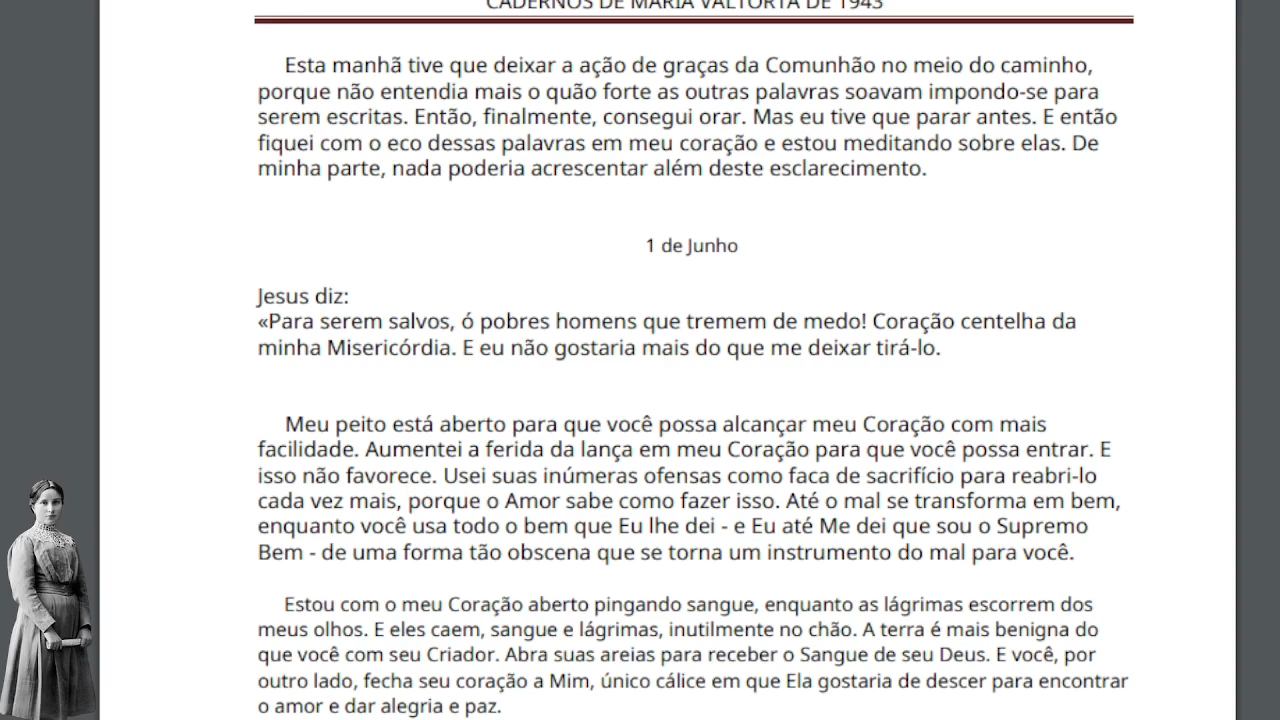 CADERNOS DE MARIA VALTORTA DE 1943
Esta manhã tive que deixar a ação de graças da Comunhão no meio do caminho,
porque não entendia mais o quão forte as outras palavras soavam impondo-se para
serem escritas. Então, finalmente, consegui orar. Mas eu tive que parar antes. E então
fiquei com o eco dessas palavras em meu coração e estou meditando sobre elas. De
minha parte, nada poderia acrescentar além deste esclarecimento.
1 de Junho
Jesus diz:
«Para serem salvos, ó pobres homens que tremem de medo! Coração centelha da
minha Misericórdia. E eu não gostaria mais do que me deixar tirá-lo.
Meu peito está aberto para que você possa alcançar meu Coração com mais
facilidade. Aumentei a ferida da lança em meu Coração para que você possa entrar. E
isso não favorece. Usei suas inúmeras ofensas como faca de sacrifício para reabri-lo
cada vez mais, porque o Amor sabe como fazer isso. Até o mal se transforma em bem,
enquanto você usa todo o bem que Eu lhe dei - e Eu até Me dei que sou o Supremo
Bem - de uma forma tão obscena que se torna um instrumento do mal para você.
Estou com o meu Coração aberto pingando sangue, enquanto as lágrimas escorrem dos
meus olhos. E eles caem, sangue e lágrimas, inutilmente no chão. A terra é mais benigna do
que você com seu Criador. Abra suas areias para receber o Sangue de seu Deus. E você, por
outro lado, fecha seu coração a Mim, único cálice em que Ela gostaria de descer para encontrar
o amor e dar alegria e paz.